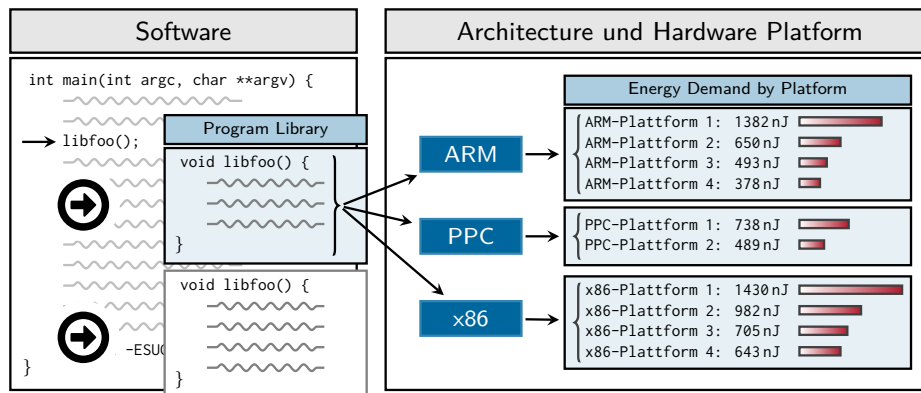 Software
int main(int argc, char **argv) {
libfoo();
Program Library
void libfoo() {
}
void libfoo() {
-ESUC
}
}
Architecture und Hardware Platform
ARM
PPC
x86
Energy Demand by Platform
ARM-Plattform 1: 1382 nJ
ARM-Plattform 2: 650 nJ
ARM-Plattform 3: 493 nJ
ARM-Plattform 4: 378 nJ
PPC-Plattform 1: 738 nJ
PPC-Plattform 2: 489 nJ
x86-Plattform 1: 1430 nJ
x86-Plattform 2: 982 nJ
x86-Plattform 3: 705 nJ
x86-Plattform 4: 643 nJ